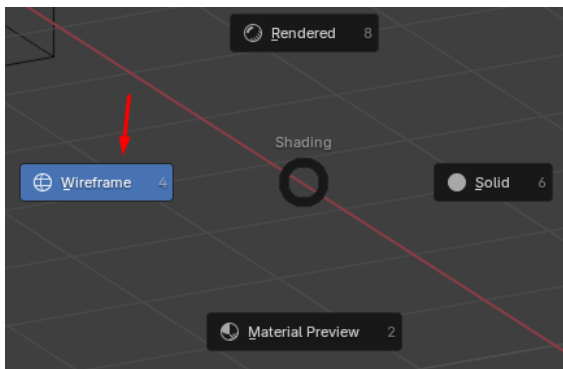 Rendered 8
Shading
Wireframe 4
Solid 6
Material Preview 2